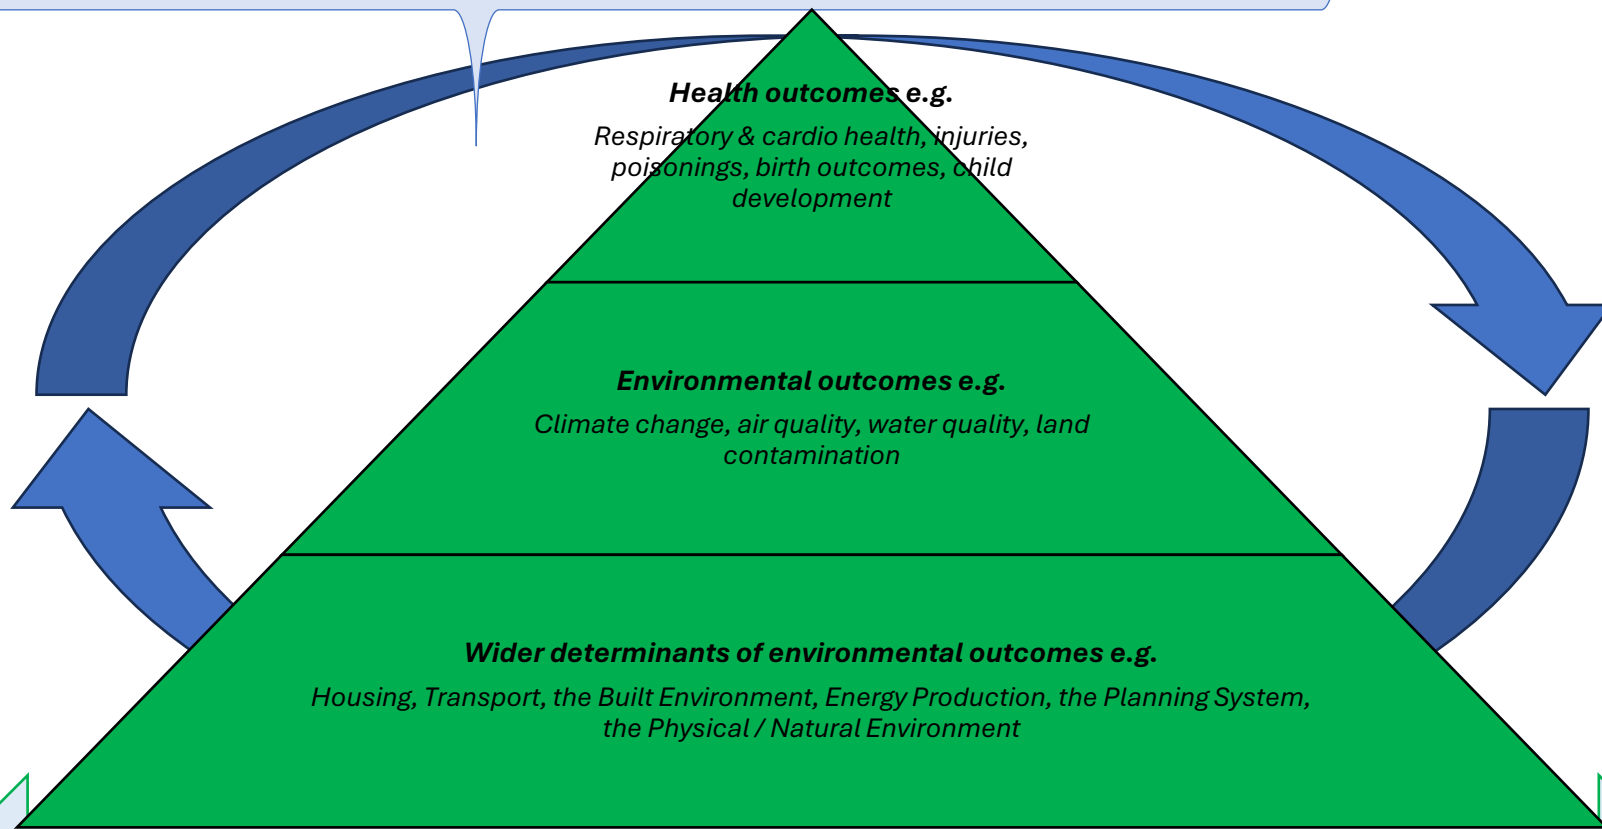 Health outcomes e.g.
Respiratory & cardio health, injuries,
poisonings, birth outcomes, child
development
Environmental outcomes e.g.
Climate change, air quality, water quality, land
contamination
Wider determinants of environmental outcomes e.g.
Housing, Transport, the Built Environment, Energy Production, the Planning System,
the Physical / Natural Environment